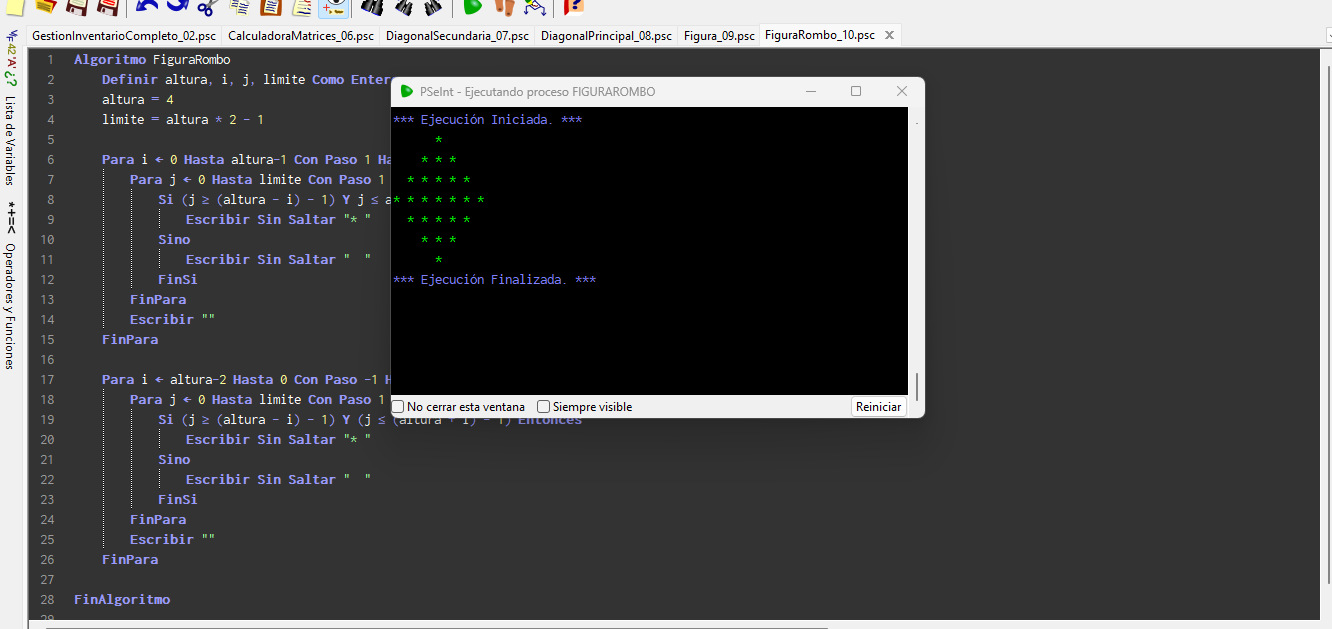 GestionInventarioCompleto_02.psc CalculadoraMatrices_06.psc DiagonalSecundaria_07.psc DiagonalPrincipal_08.psc Figura_09.psc FiguraRombo_10.psc
Lista de Variables
*+=< Operadores y Funciones
1 Algoritmo FiguraRombo
2 Definir altura, i, j, limite Como Enter
3 altura = 4
4 limite = altura * 2 - 1
5
6 Para i ← 0 Hasta altura-1 Con Paso 1 Ha
7 Para j ← 0 Hasta limite Con Paso 1
8 Si (j ≥ (altura - i) - 1) Y j ≤ a
9 Escribir Sin Saltar "* "
10 Sino
11 Escribir Sin Saltar "  "
12 FinSi
13 FinPara
14 Escribir ""
15 FinPara
16
17 Para i ← altura-2 Hasta 0 Con Paso -1 H
18 Para j ← 0 Hasta limite Con Paso 1
19 Si (j ≥ (altura - i) - 1) Y (j ≤ (altura + i) - 1) Entonces
20 Escribir Sin Saltar "* "
21 Sino
22 Escribir Sin Saltar "  "
23 FinSi
24 FinPara
25 Escribir ""
26 FinPara
27
28 FinAlgoritmo
29
PSeInt - Ejecutando proceso FIGURAROMBO
*** Ejecución Iniciada. ***
      *
    * * *
  * * * * *
* * * * * * *
  * * * * *
    * * *
      *
*** Ejecución Finalizada. ***
No cerrar esta ventana Siempre visible Reiniciar